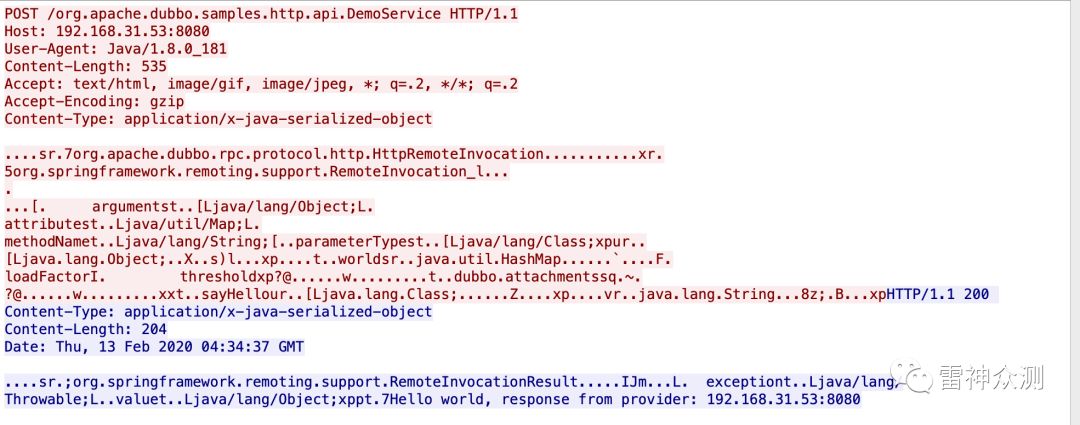 POST /org.apache.dubbo.samples.http.api.DemoService HTTP/1.1
Host: 192.168.31.53:8080
User-Agent: Java/1.8.0_181
Content-Length: 535
Accept: text/html, image/gif, image/jpeg, *; q=.2, */*; q=.2
Accept-Encoding: gzip
Content-Type: application/x-java-serialized-object

....sr.7org.apache.dubbo.rpc.protocol.http.HttpRemoteInvocation...........xr.
5org.springframework.remoting.support.RemoteInvocation_l...
.
...[.	argumentst..[Ljava/lang/Object;L.
attributest..Ljava/util/Map;L.
methodNamet..Ljava/lang/String;[..parameterTypest..[Ljava/lang/Class;xpur..
[Ljava.lang.Object;..X..s)l...xp....t..worldsr..java.util.HashMap......`....F.
loadFactorI.	thresholdxp?@......w.........t..dubbo.attachmentssq.~.
?@......w.........xxt..sayHellour..[Ljava.lang.Class;......Z....xp....vr..java.lang.String...8z;.B...xpHTTP/1.1 200
Content-Type: application/x-java-serialized-object
Content-Length: 204
Date: Thu, 13 Feb 2020 04:34:37 GMT

....sr.;org.springframework.remoting.support.RemoteInvocationResult.....IJm...L.	exceptiont..Ljava/lang/
Throwable;L..valuet..Ljava/lang/Object;xppt.7Hello world, response from provider: 192.168.31.53:8080
雷神众测